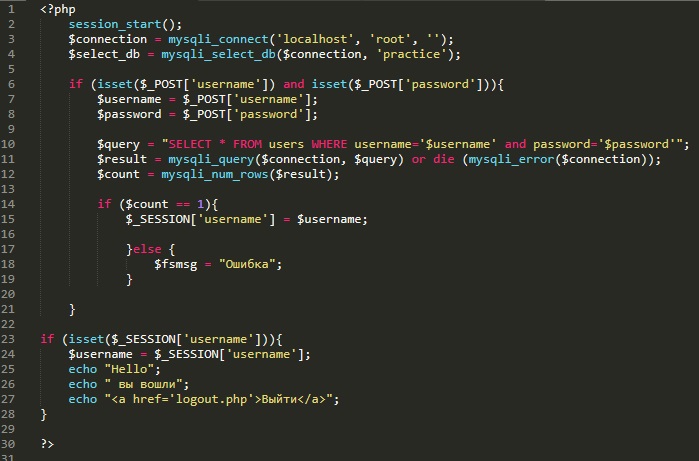 1 <?php
2 session_start();
3 $connection = mysqli_connect('localhost', 'root', '');
4 $select_db = mysqli_select_db($connection, 'practice');
5
6 if (isset($_POST['username']) and isset($_POST['password'])){
7 $username = $_POST['username'];
8 $password = $_POST['password'];
9
10 $query = "SELECT * FROM users WHERE username='$username' and password='$password'";
11 $result = mysqli_query($connection, $query) or die (mysqli_error($connection));
12 $count = mysqli_num_rows($result);
13
14 if ($count == 1){
15 $_SESSION['username'] = $username;
16
17 }else {
18 $fsmsg = "Ошибка";
19 }
20
21 }
22
23 if (isset($_SESSION['username'])){
24 $username = $_SESSION['username'];
25 echo "Hello";
26 echo " вы вошли";
27 echo "<a href='logout.php'>Выйти</a>";
28 }
29
30 ?>
31